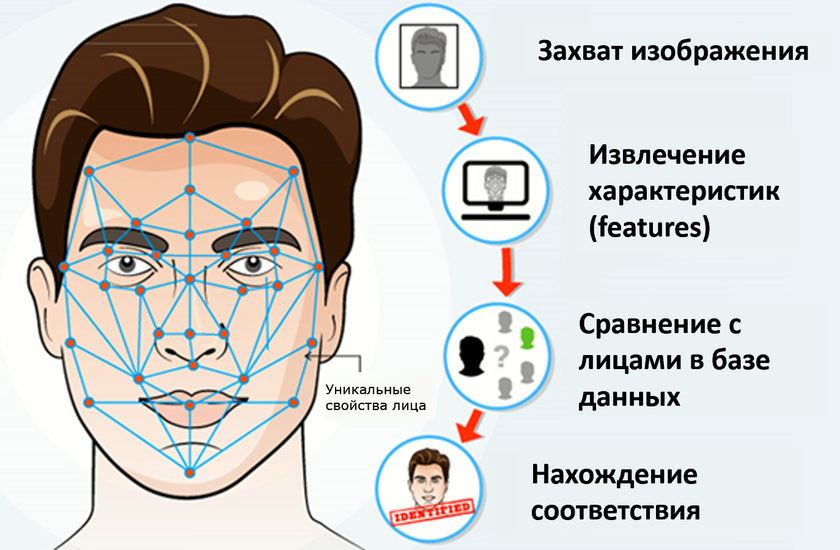 Захват изображения
Извлечение
характеристик
(features)
Сравнение с
лицами в базе
данных
?
Уникальные
свойства лица
Нахождение
соответствия
IDENTIFIED